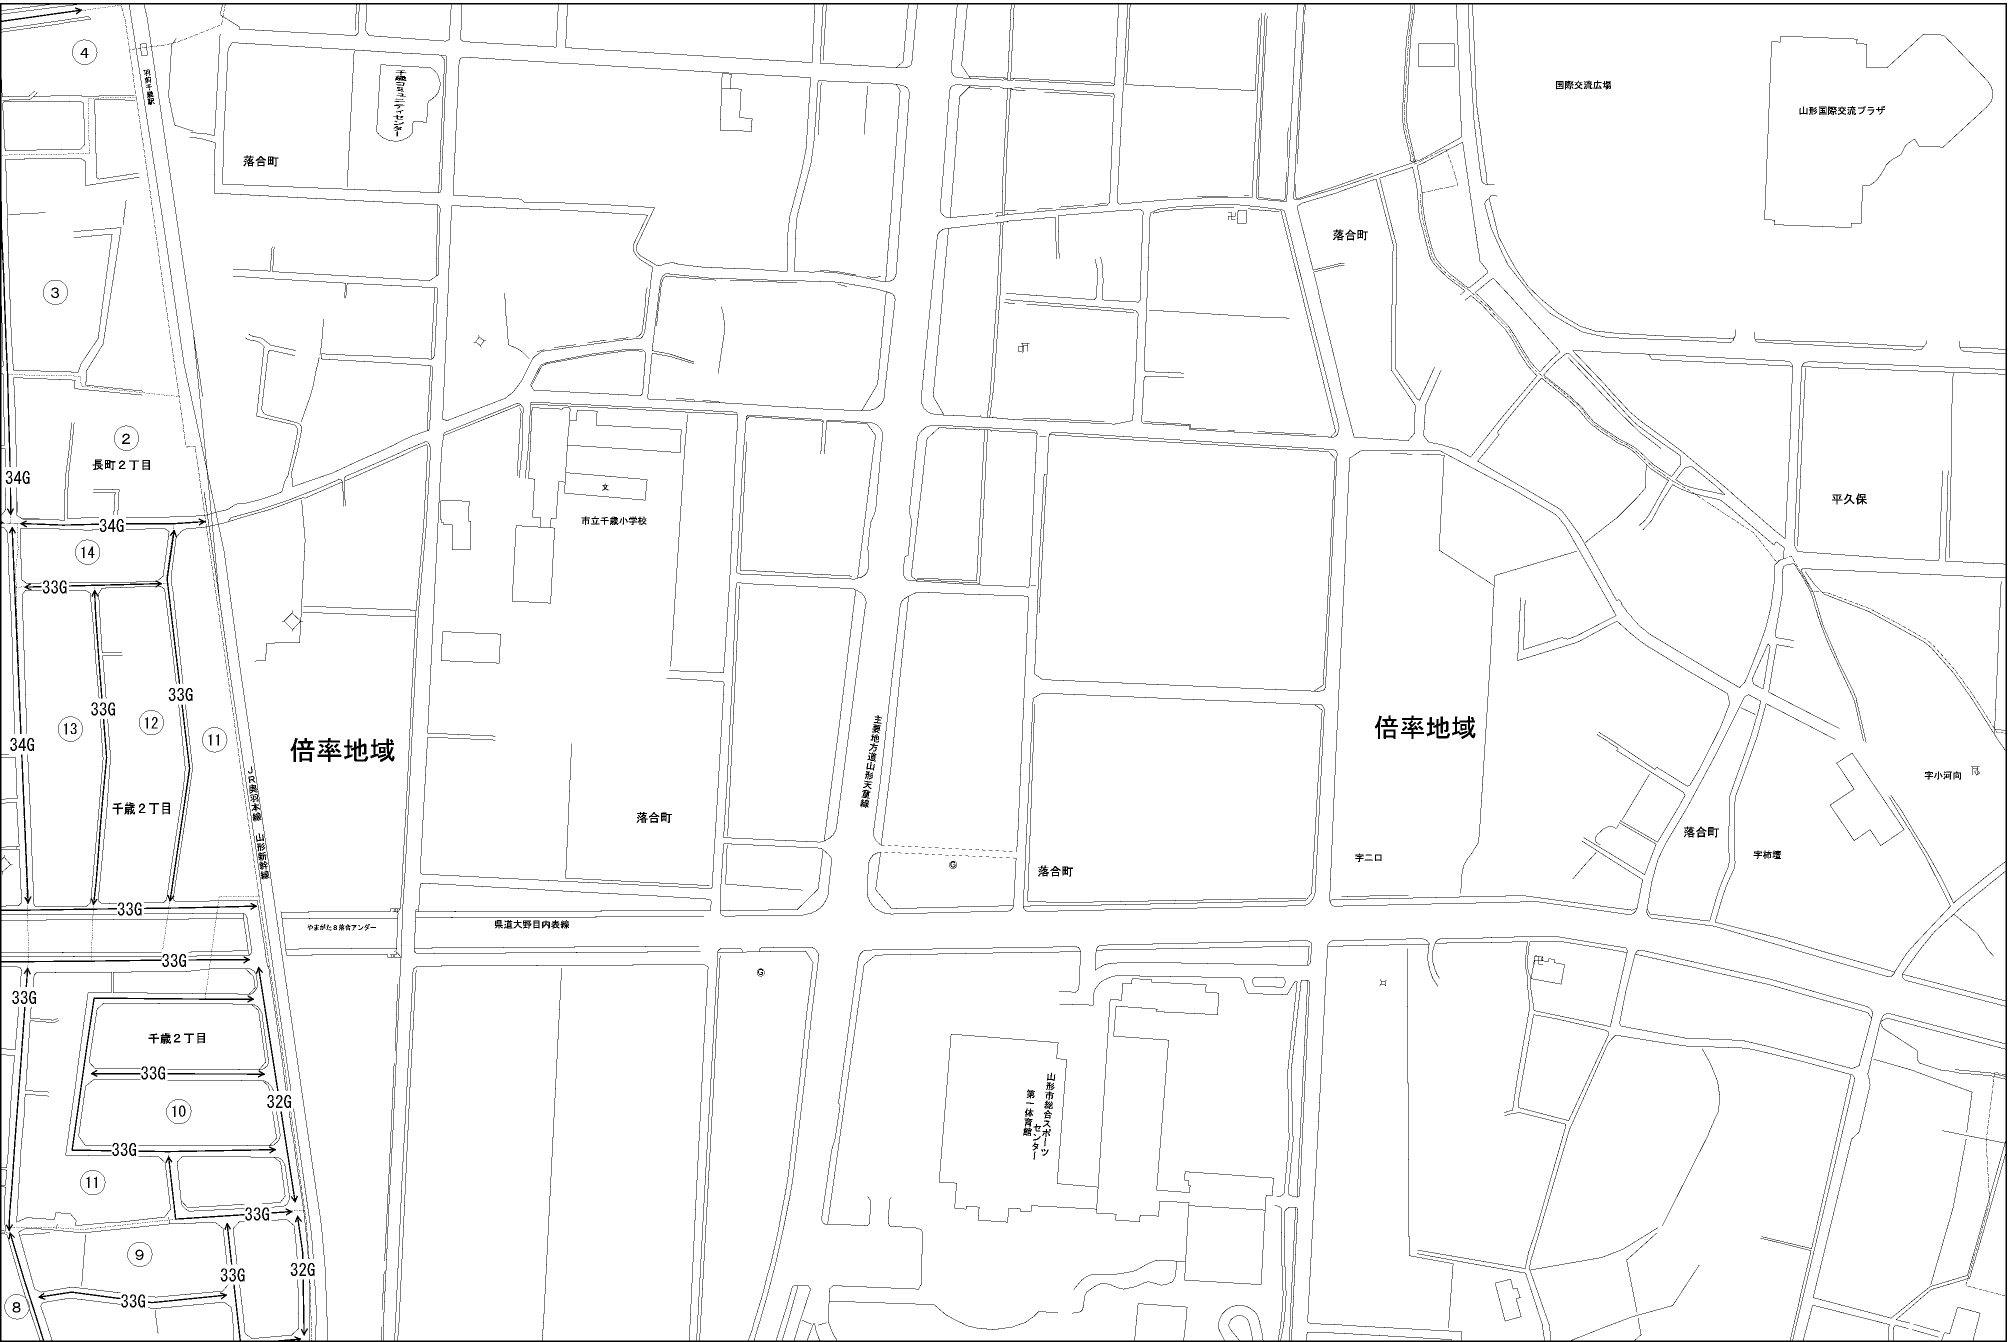 ④
羽前千歳駅
千歳コミュニティセンター
落合町
国際交流広場
山形国際交流プラザ
落合町
③
②
長町２丁目
34G
34G
文
市立千歳小学校
平久保
⑭
33G
33G
33G
⑬
⑫
⑪
34G
倍率地域
倍率地域
主要地方道山形天童線
JR奥羽本線 山形新幹線
千歳２丁目
落合町
落合町
字小河向
字柿壇
字二口
落合町
33G
やまがた８落合アンダー
県道大野目内表線
33G
33G
千歳２丁目
33G
32G
⑩
33G
山形市総合スポーツ
センター
第一体育館
⑪
33G
⑨
33G
32G
33G
⑧